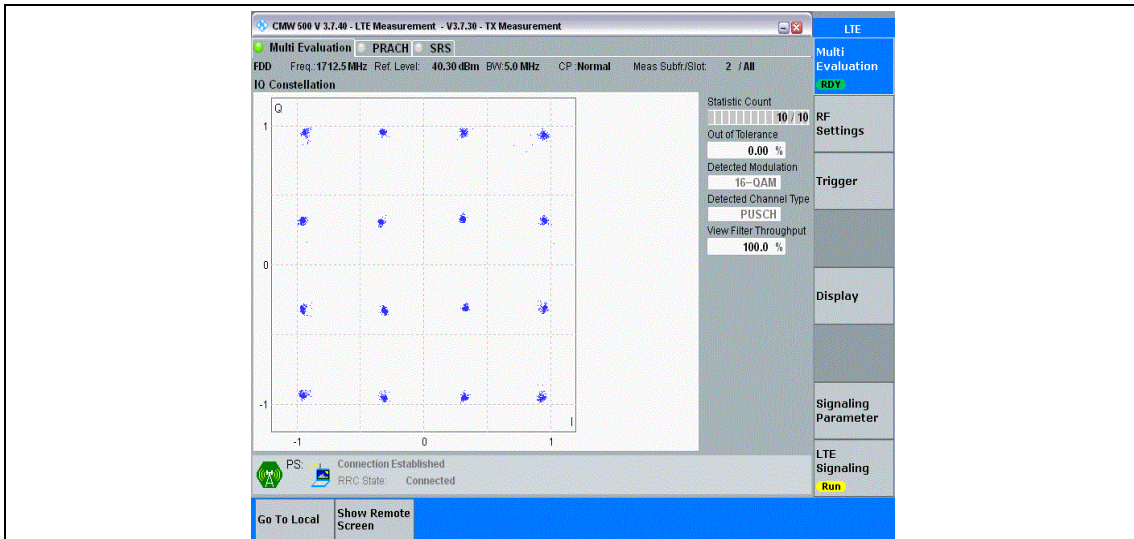 CMW 500 V 3.7.40 - LTE Measurement - V3.7.30 - TX Measurement
LTE
Multi Evaluation PRACH SRS
FDD Freq.:1712.5 MHz Ref. Level: 40.30 dBm BW:5.0 MHz CP :Normal Meas Subfr./Slot: 2 / All
IQ Constellation
Q
1
0
-1
-1 0 1
I
Statistic Count
10 / 10
Out of Tolerance
0.00 %
Detected Modulation
16-QAM
Detected Channel Type
PUSCH
View Filter Throughput
100.0 %
Multi
Evaluation
RDY
RF
Settings
Trigger
Display
Signaling
Parameter
LTE
Signaling
Run
PS: Connection Established
RRC State: Connected
Go To Local
Show Remote
Screen